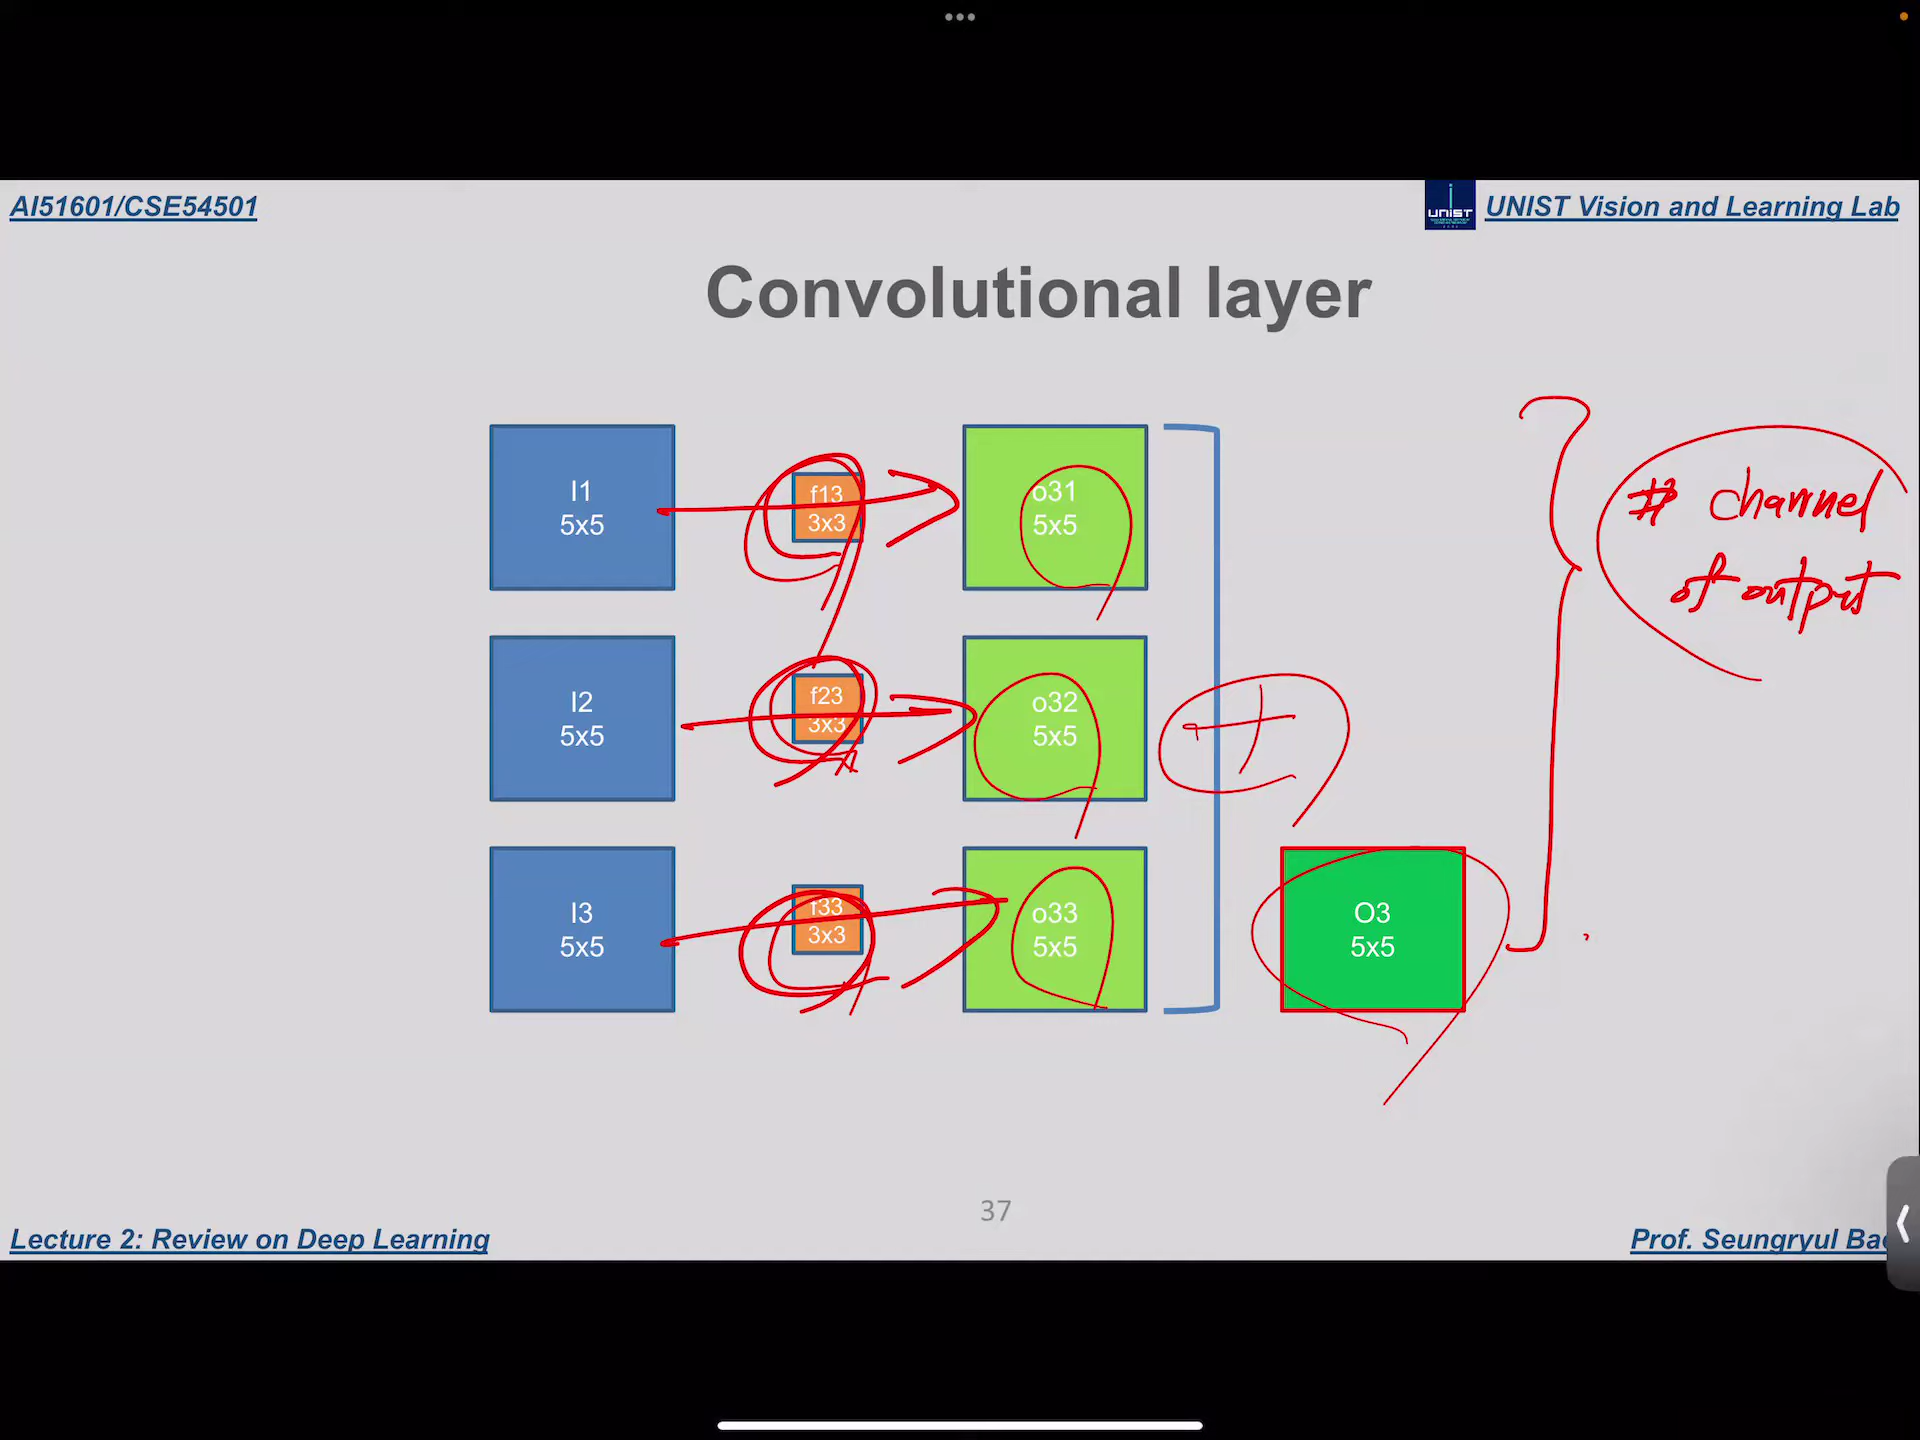 AI51601/CSE54501
UNIST
UNIST Vision and Learning Lab
Convolutional layer
I1
5x5
f13
3x3
o31
5x5
# channel
of output
I2
5x5
f23
3x3
o32
5x5
+
I3
5x5
f33
3x3
o33
5x5
O3
5x5
37
Lecture 2: Review on Deep Learning
Prof. Seungryul